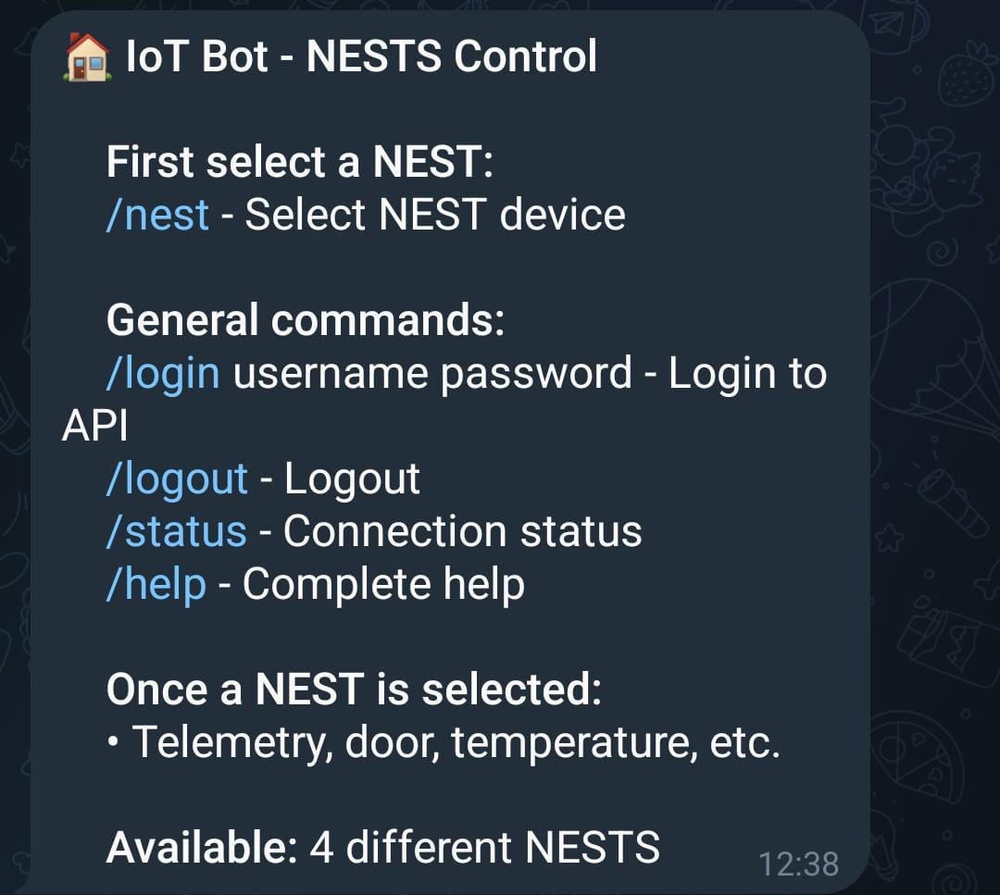 🏠 IoT Bot - NESTS Control
First select a NEST:
/nest - Select NEST device
General commands:
/login username password - Login to
API
/logout - Logout
/status - Connection status
/help - Complete help
Once a NEST is selected:
• Telemetry, door, temperature, etc.
Available: 4 different NESTS
12:38